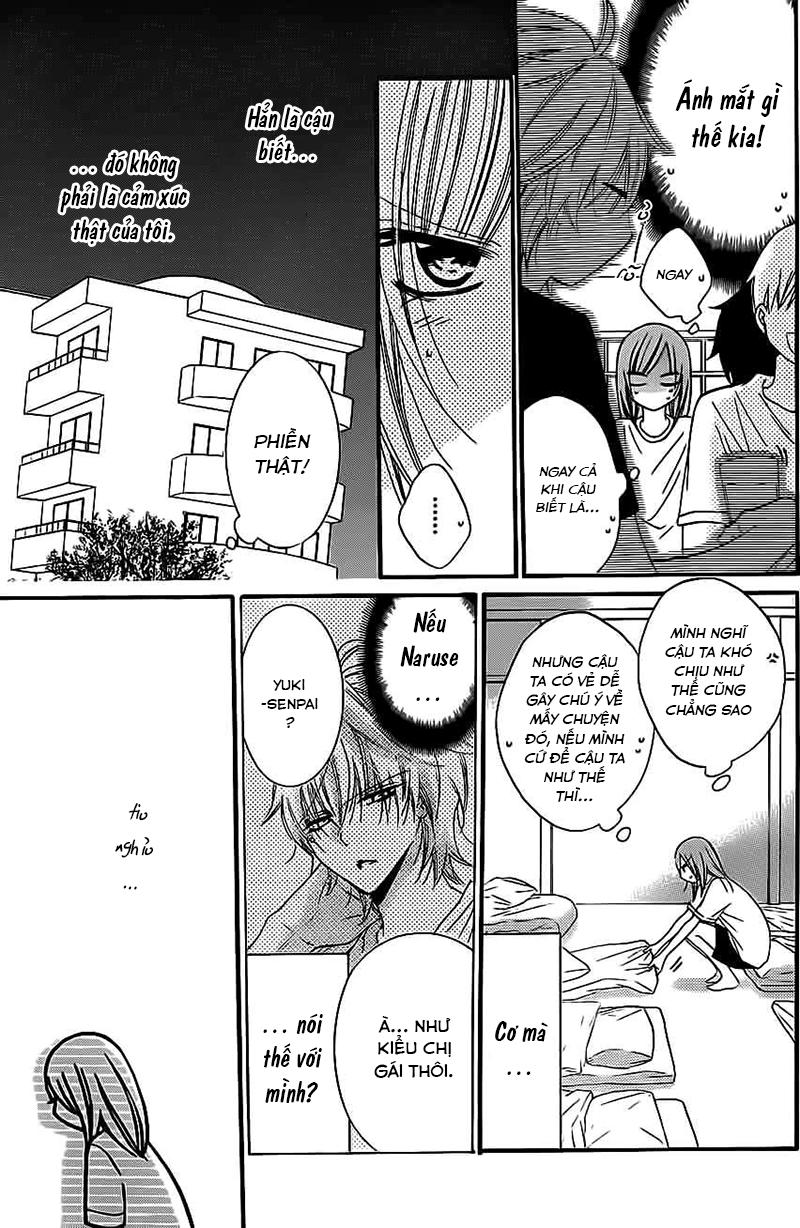 Ánh mắt gì
thế kia!
NGAY
NGAY CẢ
KHI CẬU
BIẾT LÀ...
........
Hẳn là cậu
biết...
... đó không
phải là cảm xúc
thật của tôi.
PHIỀN
THẬT!
MÌNH NGHĨ
CẬU TA KHÓ
CHỊU NHƯ
THẾ CŨNG
CHẲNG SAO
NHƯNG CẬU
TA CÓ VẺ DỄ
GÂY CHÚ Ý VỀ
MẤY CHUYỆN
ĐÓ, NẾU MÌNH
CỨ ĐỂ CẬU TA
NHƯ THẾ
THÌ...
Cơ mà
...
Nếu
Naruse
...
YUKI
-SENPAI
?
À... NHƯ
KIỂU CHỊ
GÁI THÔI.
... nói
thế với
mình?
tiu
nghỉu
...